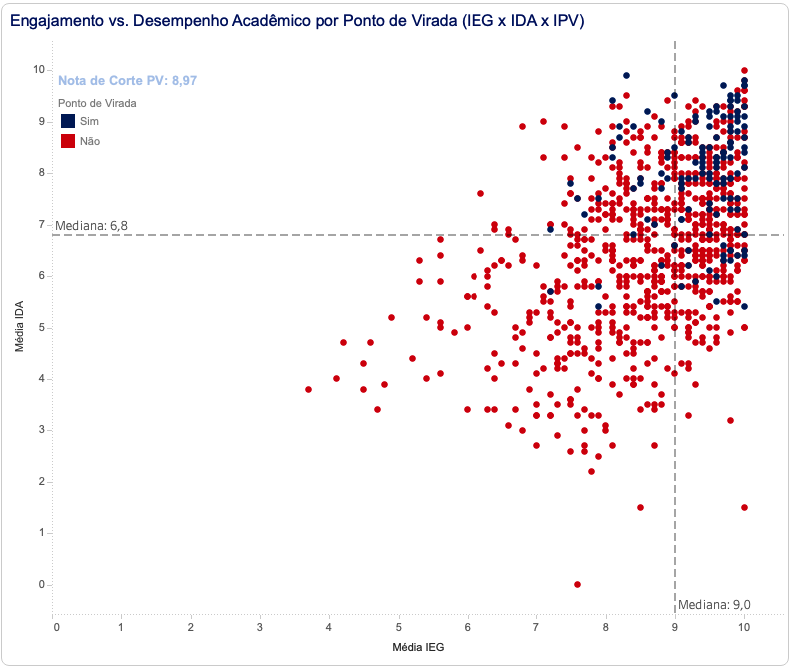 Engajamento vs. Desempenho Acadêmico por Ponto de Virada (IEG x IDA x IPV)
Nota de Corte PV: 8,97
Ponto de Virada
Sim
Não
10
9
8
7
6
5
4
3
2
1
0
Mediana: 6,8
Média IDA
Mediana: 9,0
0 1 2 3 4 5 6 7 8 9 10
Média IEG